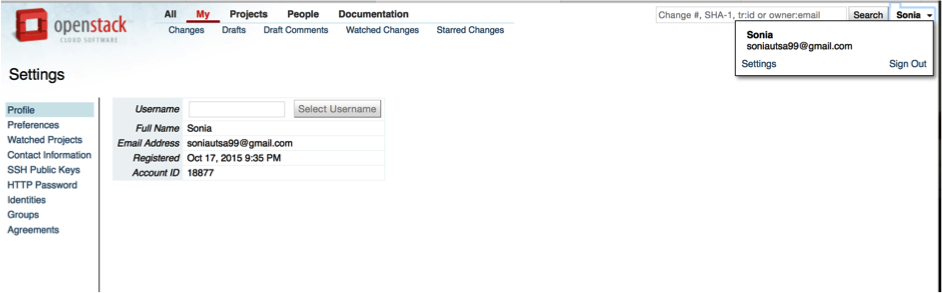 All My Projects People Documentation
Change #, SHA-1, tr:id or owner:email Search Sonia
openstack
CLOUD SOFTWARE
Changes Drafts Draft Comments Watched Changes Starred Changes
Sonia
soniautsa99@gmail.com
Settings Sign Out
Settings
Profile
Preferences
Watched Projects
Contact Information
SSH Public Keys
HTTP Password
Identities
Groups
Agreements
Username Select Username
Full Name Sonia
Email Address soniautsa99@gmail.com
Registered Oct 17, 2015 9:35 PM
Account ID 18877